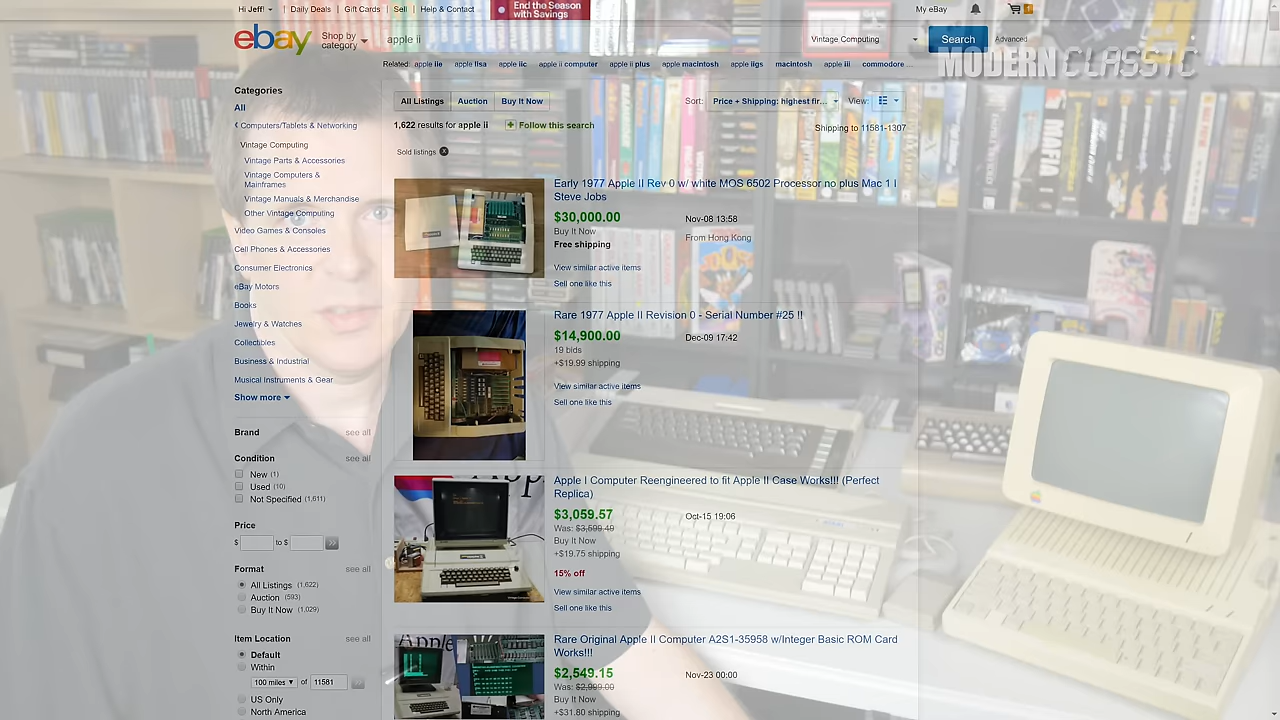 Hi Jeff!
Daily Deals
Gift Cards
Sell
Help & Contact
End the Season
with Savings
My eBay
1
ebay
Shop by
category
apple ii
Vintage Computing
Search
Advanced
MODERN CLASSIC
Related: apple iie apple lisa apple iic apple ii computer apple ii plus apple macintosh apple iigs macintosh apple iii commodore ...
Categories
All
Computers/Tablets & Networking
Vintage Computing
Vintage Parts & Accessories
Vintage Computers &
Mainframes
Vintage Manuals & Merchandise
Other Vintage Computing
Video Games & Consoles
Cell Phones & Accessories
Consumer Electronics
eBay Motors
Books
Jewelry & Watches
Collectibles
Business & Industrial
Musical Instruments & Gear
Show more
Brand see all
Condition see all
New (1)
Used (10)
Not Specified (1,611)
Price
$ to $
Format see all
All Listings (1,622)
Auction (593)
Buy It Now (1,029)
Item Location see all
Default
Within
100 miles of 11581
US Only
North America
All Listings Auction Buy It Now
Sort: Price + Shipping: highest fir... View:
1,622 results for apple ii
Follow this search
Shipping to 11581-1307
Sold listings
Early 1977 Apple II Rev 0 w/ white MOS 6502 Processor no plus Mac 1 I
Steve Jobs
$30,000.00 Nov-08 13:58
Buy It Now
From Hong Kong
Free shipping
View similar active items
Sell one like this
Rare 1977 Apple II Revision 0 - Serial Number #25 !!
$14,900.00 Dec-09 17:42
19 bids
+$19.99 shipping
View similar active items
Sell one like this
Apple I Computer Reengineered to fit Apple II Case Works!!! (Perfect
Replica)
$3,059.57 Oct-15 19:06
Was: $3,599.49
Buy It Now
+$19.75 shipping
15% off
View similar active items
Sell one like this
Rare Original Apple II Computer A2S1-35958 w/Integer Basic ROM Card
Works!!!
$2,549.15 Nov-23 00:00
Was: $2,999.00
Buy It Now
+$31.80 shipping
MAFIA